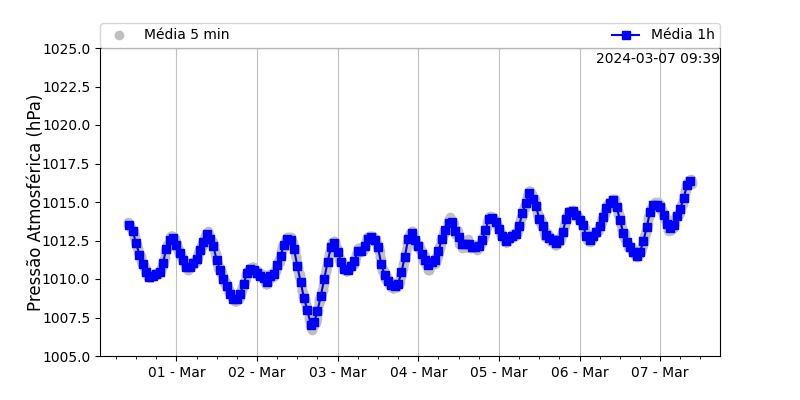 Média 5 min
Média 1h
2024-03-07 09:39
Pressão Atmosférica (hPa)
1025.0
1022.5
1020.0
1017.5
1015.0
1012.5
1010.0
1007.5
1005.0
01 - Mar
02 - Mar
03 - Mar
04 - Mar
05 - Mar
06 - Mar
07 - Mar